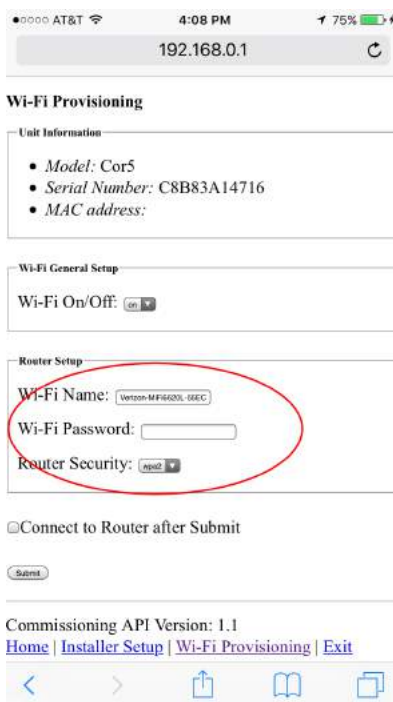 AT&T 4:08 PM 75%
192.168.0.1
Wi-Fi Provisioning
Unit Information
Model: Cor5
Serial Number: C8B83A14716
MAC address:
Wi-Fi General Setup
Wi-Fi On/Off: on
Router Setup
Wi-Fi Name: Verizon-MiFi6620L-55EC
Wi-Fi Password:
Router Security: wpa2
Connect to Router after Submit
Submit
Commissioning API Version: 1.1
Home | Installer Setup | Wi-Fi Provisioning | Exit